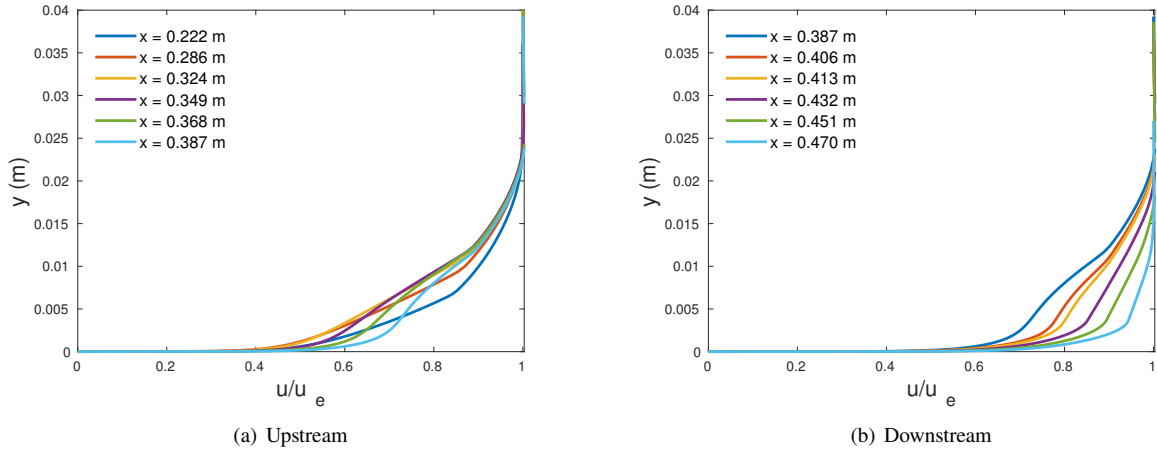 0.04
0.035
0.03
0.025
0.02
0.015
0.01
0.005
0
y (m)
x = 0.222 m
x = 0.286 m
x = 0.324 m
x = 0.349 m
x = 0.368 m
x = 0.387 m
0 0.2 0.4 0.6 0.8 1
u/u e
(a) Upstream
0.04
0.035
0.03
0.025
0.02
0.015
0.01
0.005
0
y (m)
x = 0.387 m
x = 0.406 m
x = 0.413 m
x = 0.432 m
x = 0.451 m
x = 0.470 m
0 0.2 0.4 0.6 0.8 1
u/u e
(b) Downstream